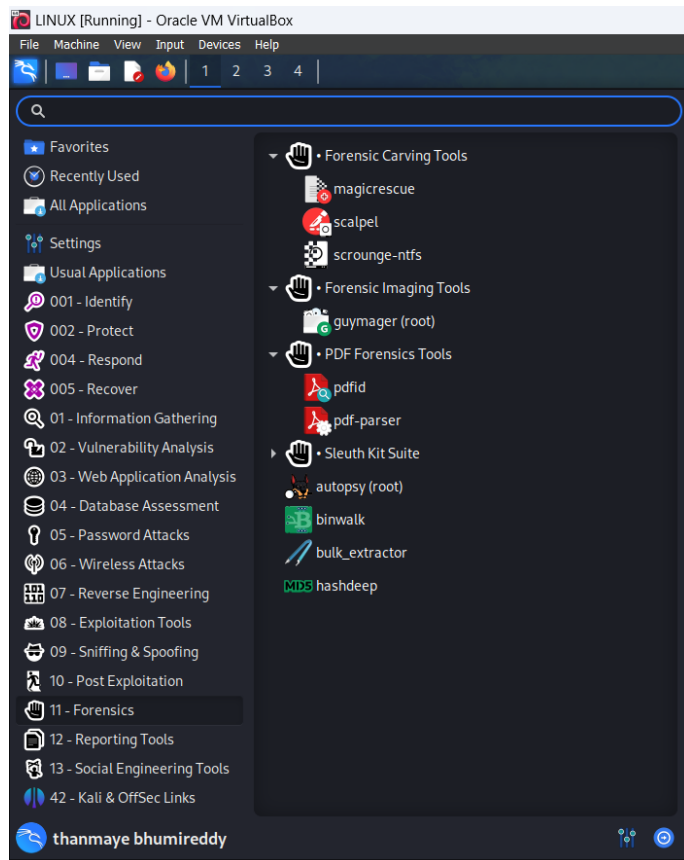 LINUX [Running] - Oracle VM VirtualBox
File Machine View Input Devices Help
1 2 3 4
Favorites
Recently Used
All Applications
Settings
Usual Applications
001 - Identify
002 - Protect
004 - Respond
005 - Recover
01 - Information Gathering
02 - Vulnerability Analysis
03 - Web Application Analysis
04 - Database Assessment
05 - Password Attacks
06 - Wireless Attacks
07 - Reverse Engineering
08 - Exploitation Tools
09 - Sniffing & Spoofing
10 - Post Exploitation
11 - Forensics
12 - Reporting Tools
13 - Social Engineering Tools
42 - Kali & OffSec Links
• Forensic Carving Tools
magicrescue
scalpel
scrounge-ntfs
• Forensic Imaging Tools
G
guymager (root)
• PDF Forensics Tools
pdfid
pdf-parser
• Sleuth Kit Suite
autopsy (root)
B
binwalk
bulk_extractor
MD5 hashdeep
thanmaye bhumireddy